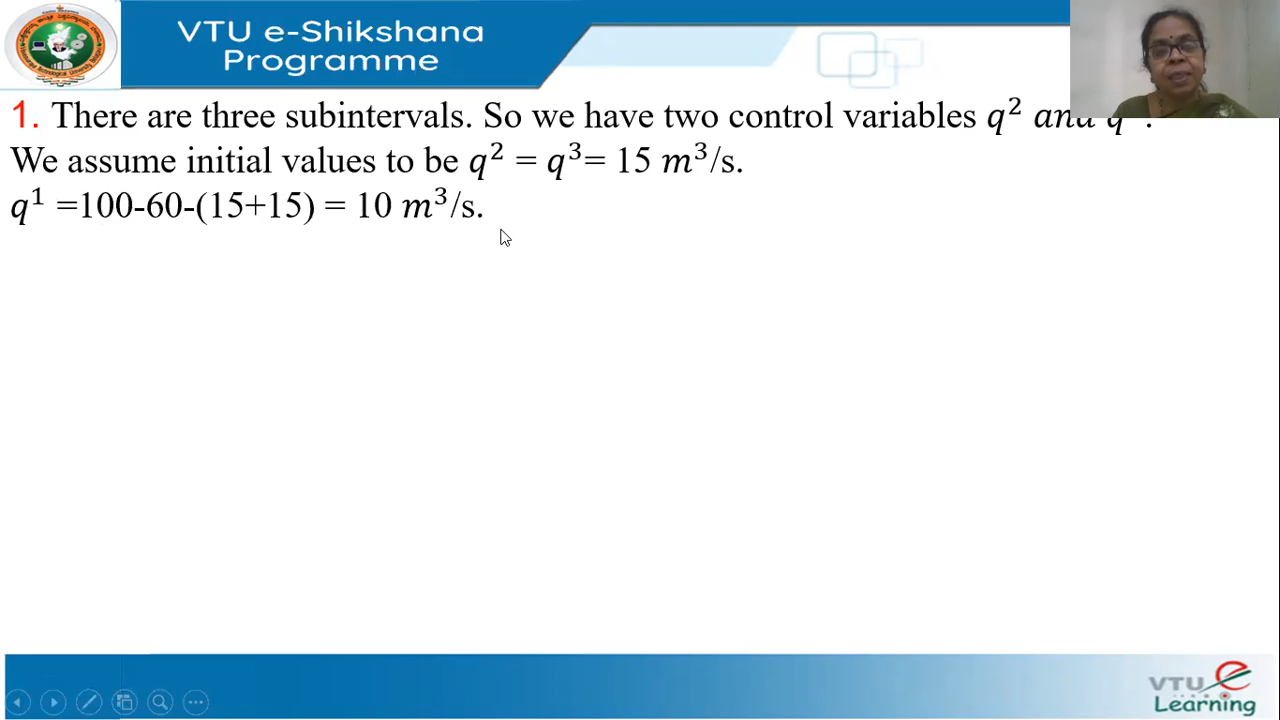 VTU e-Shikshana
Programme
1. There are three subintervals. So we have two control variables q² and q
We assume initial values to be q² = q³= 15 m³/s.
q¹ =100-60-(15+15) = 10 m³/s.
VTU
Learning